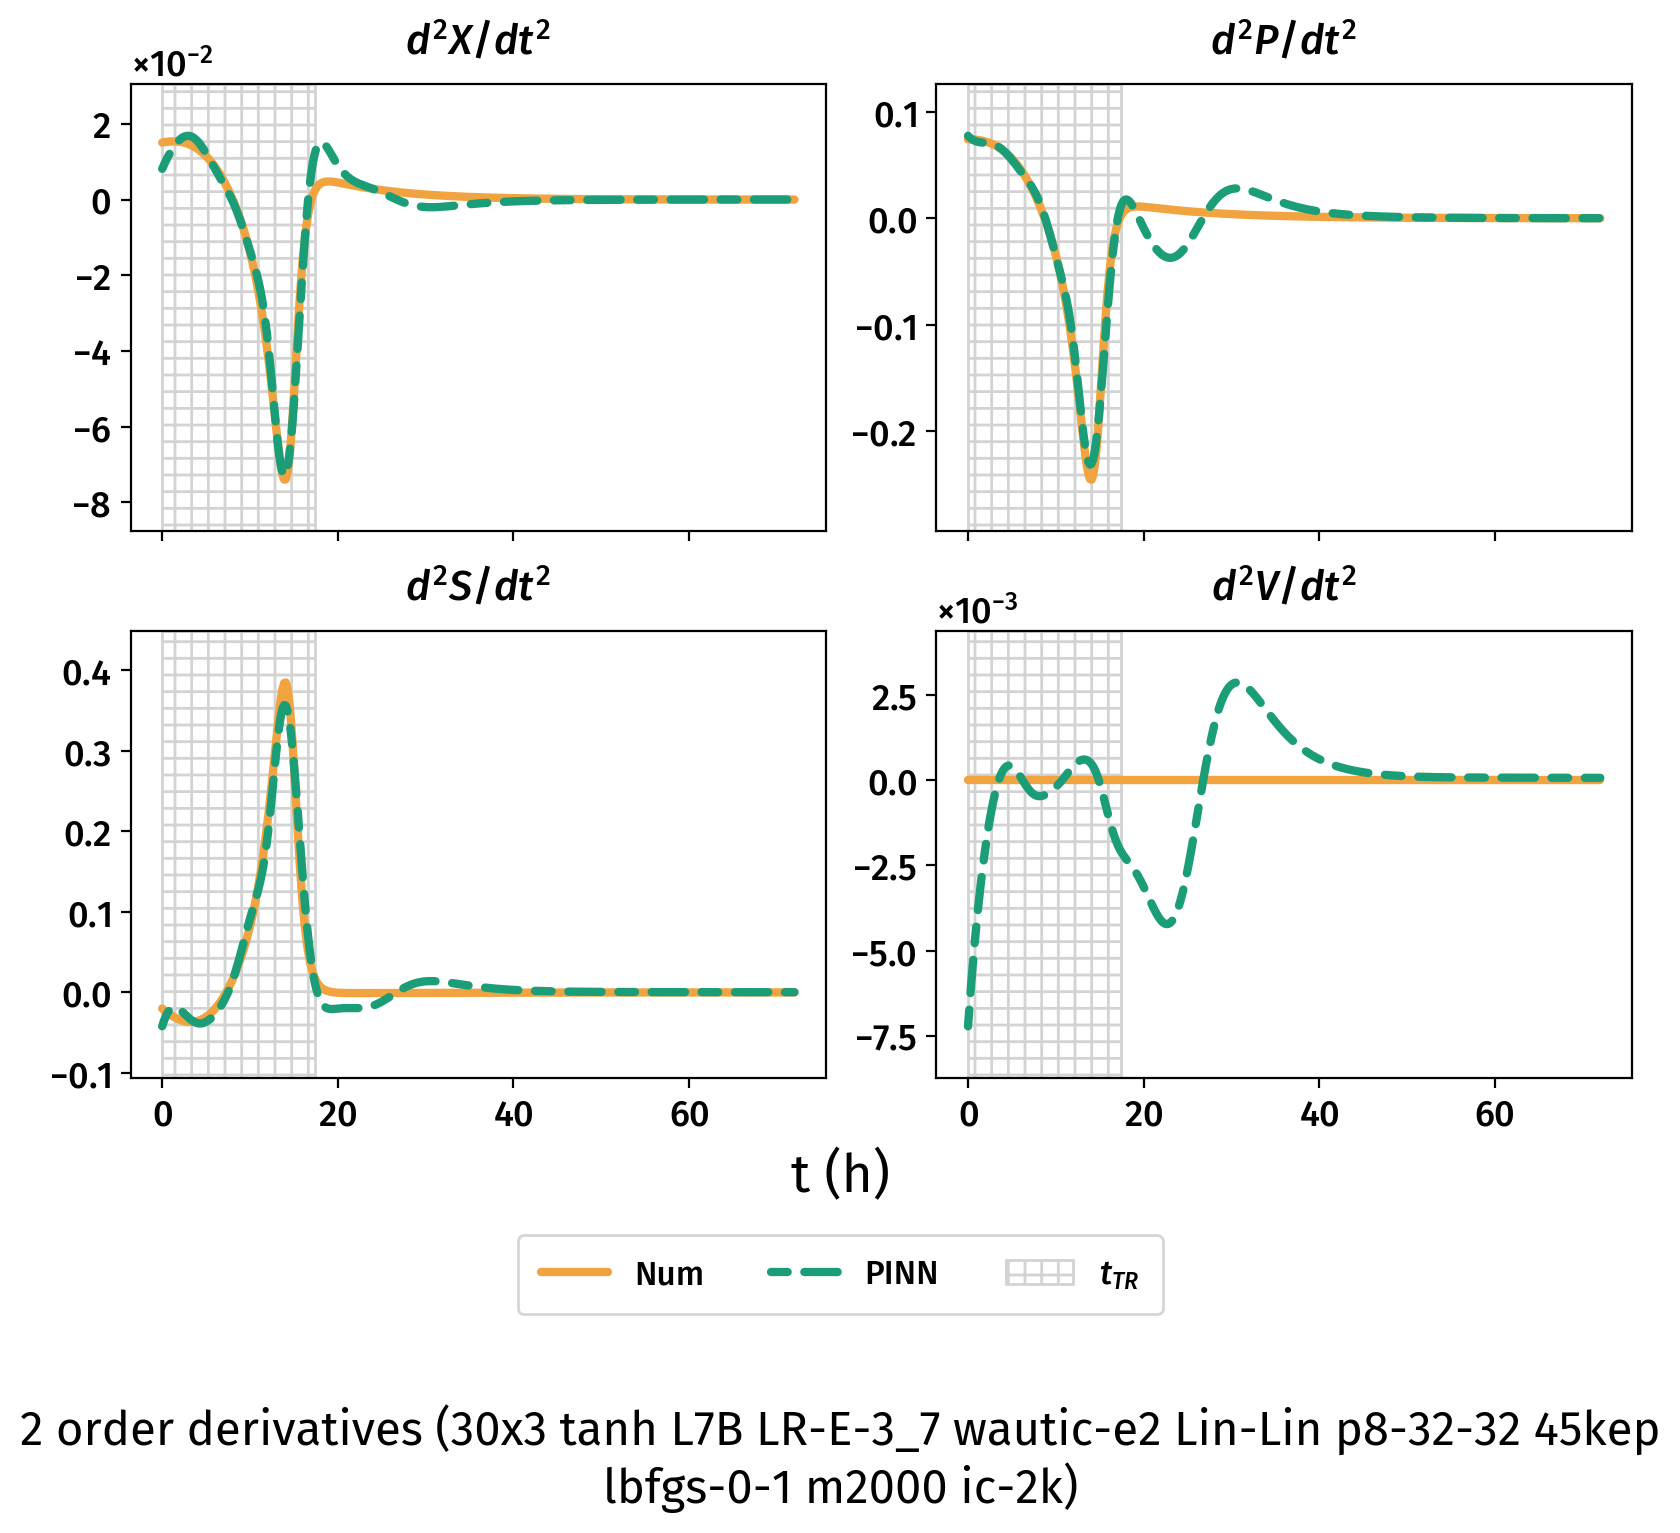 d²X/dt²
×10⁻²
2
0
−2
−4
−6
−8
d²P/dt²
0.1
0.0
−0.1
−0.2
d²S/dt²
0.4
0.3
0.2
0.1
0.0
−0.1
0 20 40 60
d²V/dt²
×10⁻³
2.5
0.0
−2.5
−5.0
−7.5
0 20 40 60
t (h)
Num PINN t_TR
2 order derivatives (30x3 tanh L7B LR-E-3_7 wautic-e2 Lin-Lin p8-32-32 45kep
lbfgs-0-1 m2000 ic-2k)